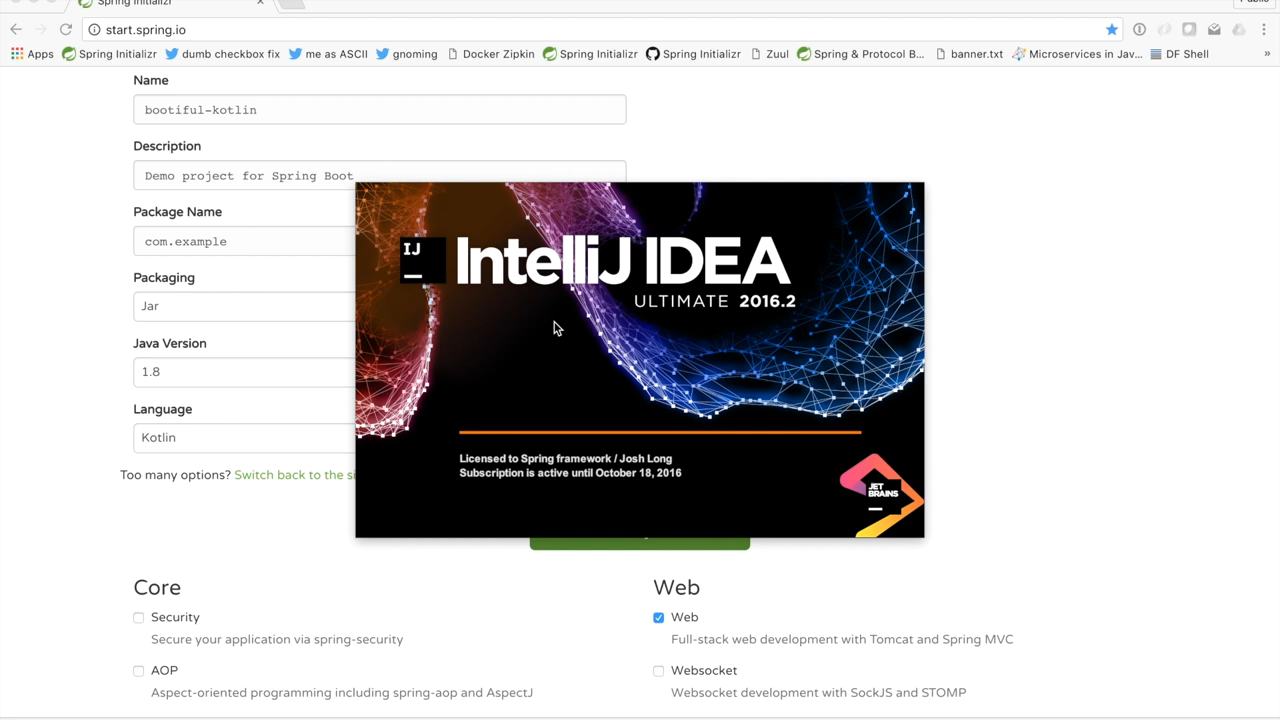 Spring Initializr
start.spring.io
Apps Spring Initializr dumb checkbox fix me as ASCII gnoming Docker Zipkin Spring Initializr Spring Initializr Zuul Spring & Protocol B... banner.txt Microservices in Jav... DF Shell »
Name
bootiful-kotlin
Description
Demo project for Spring Boot
Package Name
com.example
Packaging
Jar
Java Version
1.8
Language
Kotlin
Too many options? Switch back to the si
IJ
IntelliJ IDEA
ULTIMATE 2016.2
Licensed to Spring framework / Josh Long
Subscription is active until October 18, 2016
JET
BRAINS
Core
Security
Secure your application via spring-security
AOP
Aspect-oriented programming including spring-aop and AspectJ
Web
Web
Full-stack web development with Tomcat and Spring MVC
Websocket
Websocket development with SockJS and STOMP